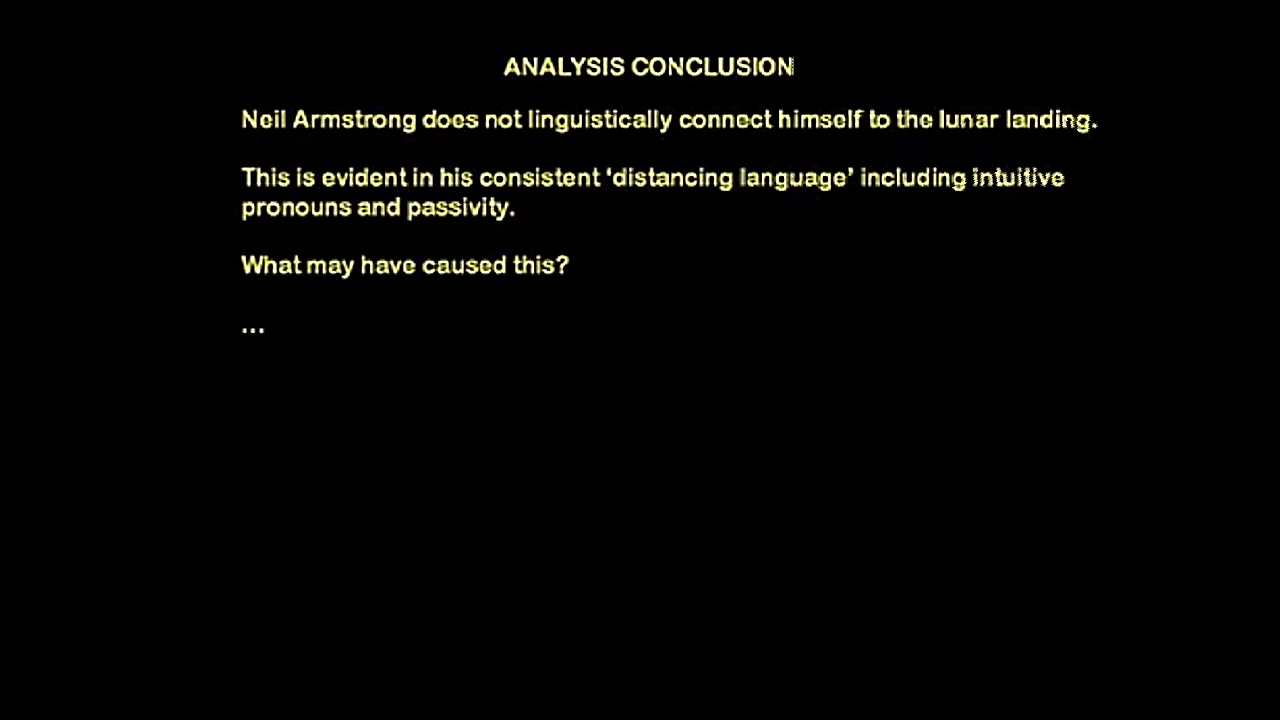 ANALYSIS CONCLUSION
Neil Armstrong does not linguistically connect himself to the lunar landing.
This is evident in his consistent ‘distancing language’ including intuitive
pronouns and passivity.
What may have caused this?
...